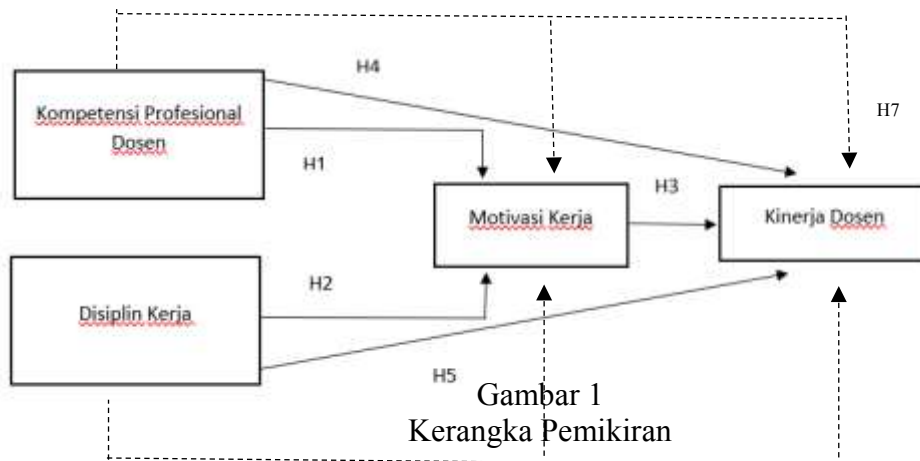 H4
H7
Kompetensi Profesional
Dosen
H1
H3
Motivasi Kerja
Kinerja Dosen
H2
Disiplin Kerja
H5
Gambar 1
Kerangka Pemikiran